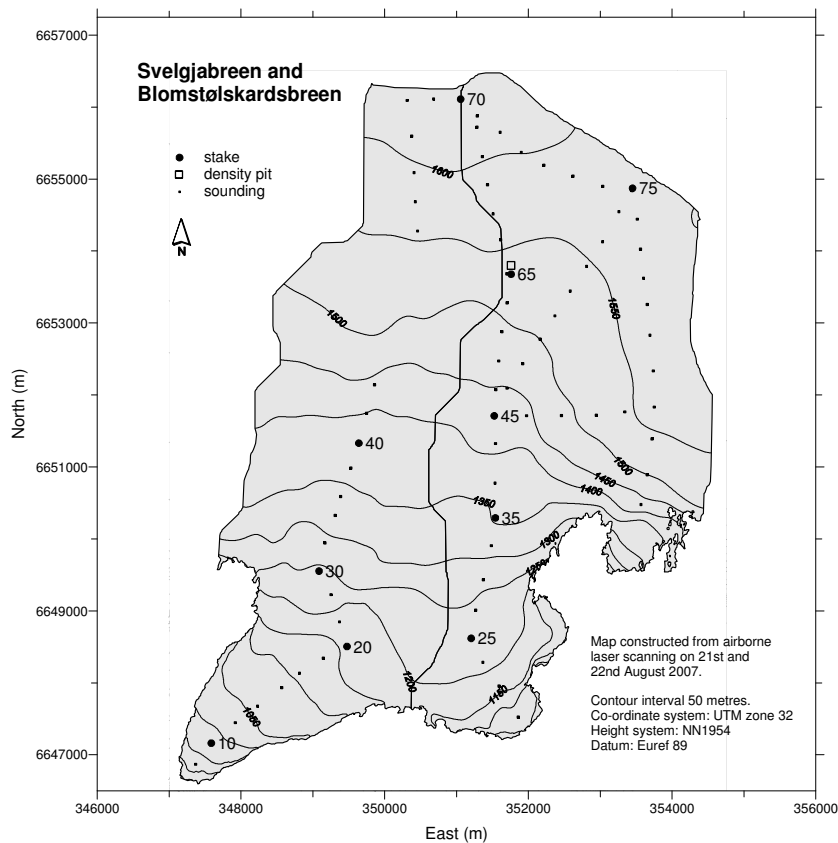 6657000
Svelgjabreen and
Blomstølskardsbreen
70
stake
density pit
sounding
1600
6655000
75
N
65
1550
6653000
1500
45
40
1500
1450
6651000
1400
1350
35
1300
1250
30
6649000
25
20
Map constructed from airborne
laser scanning on 21st and
22nd August 2007.
1200
1150
Contour interval 50 metres.
Co-ordinate system: UTM zone 32
Height system: NN1954
Datum: Euref 89
1050
10
6647000
North (m)
346000 348000 350000 352000 354000 356000
East (m)